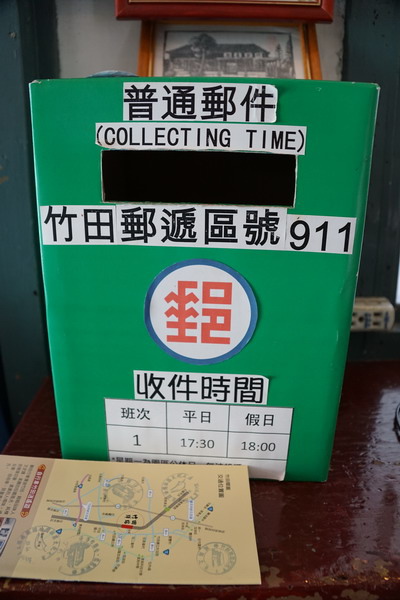 普通郵件
(COLLECTING TIME)
竹田郵遞區號 911
郵
收件時間
班次 平日 假日
1 17:30 18:00